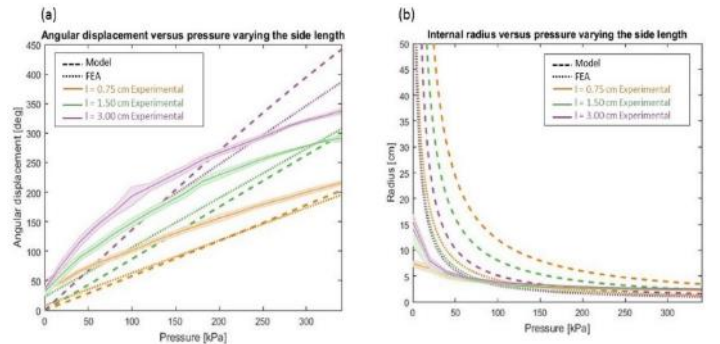 (a)
Angular displacement versus pressure varying the side length
450
400
350
300
250
200
150
100
50
0
Angular displacement [deg]
Model
FEA
l = 0.75 cm Experimental
l = 1.50 cm Experimental
l = 3.00 cm Experimental
0 50 100 150 200 250 300
Pressure [kPa]
(b)
Internal radius versus pressure varying the side length
50
45
40
35
30
25
20
15
10
5
0
Radius [cm]
Model
FEA
l = 0.75 cm Experimental
l = 1.50 cm Experimental
l = 3.00 cm Experimental
0 50 100 150 200 250 300
Pressure [kPa]